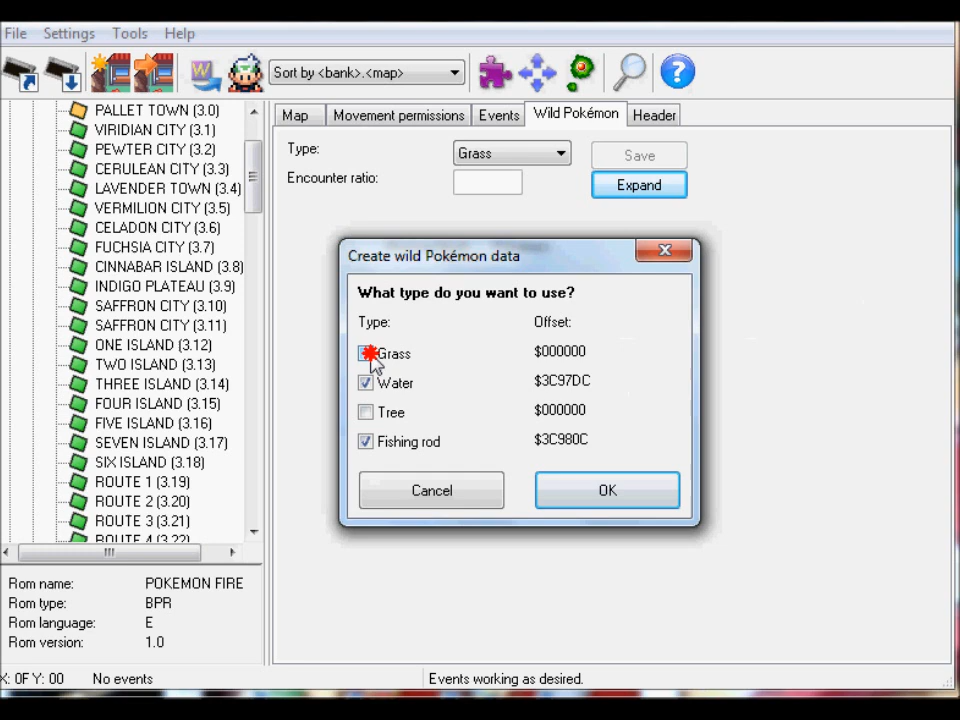 File Settings Tools Help
Sort by <bank>.<map>
PALLET TOWN (3.0)
VIRIDIAN CITY (3.1)
PEWTER CITY (3.2)
CERULEAN CITY (3.3)
LAVENDER TOWN (3.4)
VERMILION CITY (3.5)
CELADON CITY (3.6)
FUCHSIA CITY (3.7)
CINNABAR ISLAND (3.8)
INDIGO PLATEAU (3.9)
SAFFRON CITY (3.10)
SAFFRON CITY (3.11)
ONE ISLAND (3.12)
TWO ISLAND (3.13)
THREE ISLAND (3.14)
FOUR ISLAND (3.15)
FIVE ISLAND (3.16)
SEVEN ISLAND (3.17)
SIX ISLAND (3.18)
ROUTE 1 (3.19)
ROUTE 2 (3.20)
ROUTE 3 (3.21)
ROUTE 4 (3.22)
Rom name: POKEMON FIRE
Rom type: BPR
Rom language: E
Rom version: 1.0
Map Movement permissions Events Wild Pokémon Header
Type: Grass Save
Encounter ratio: Expand
Create wild Pokémon data
What type do you want to use?
Type: Offset:
Grass $000000
Water $3C97DC
Tree $000000
Fishing rod $3C980C
Cancel OK
X: 0F Y: 00 No events Events working as desired.